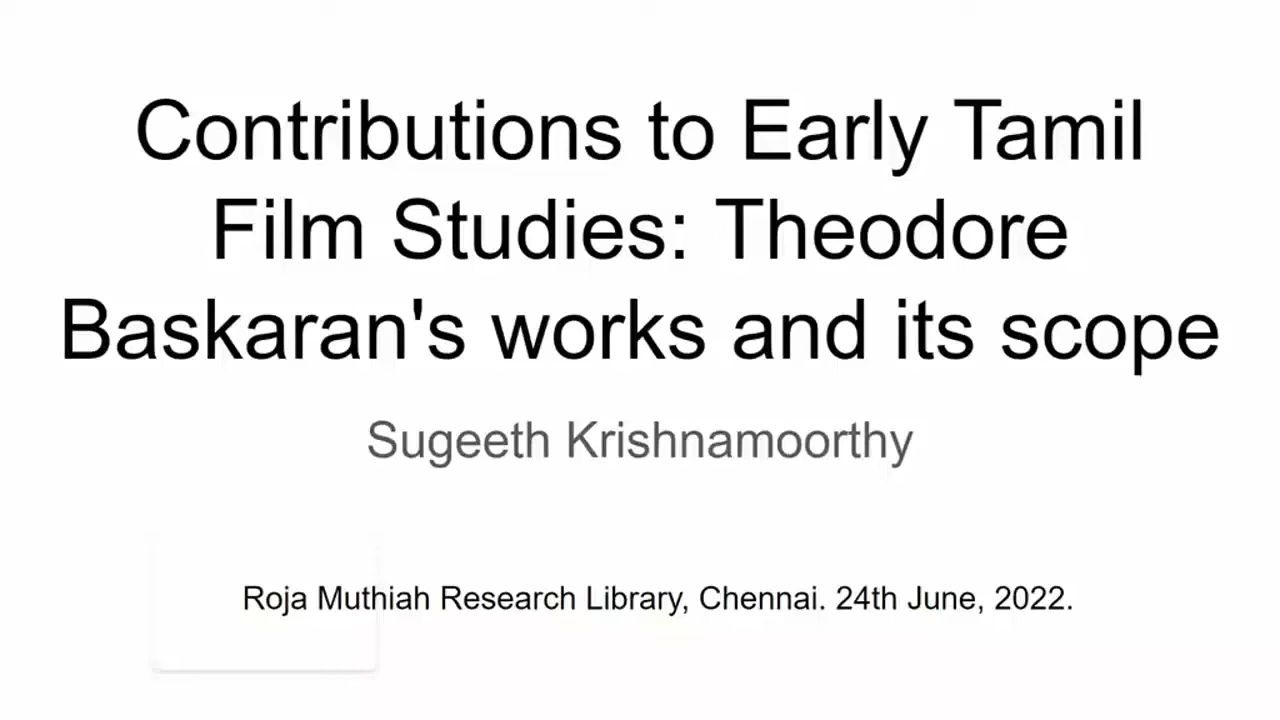 Contributions to Early Tamil
Film Studies: Theodore
Baskaran's works and its scope
Sugeeth Krishnamoorthy
Roja Muthiah Research Library, Chennai. 24th June, 2022.